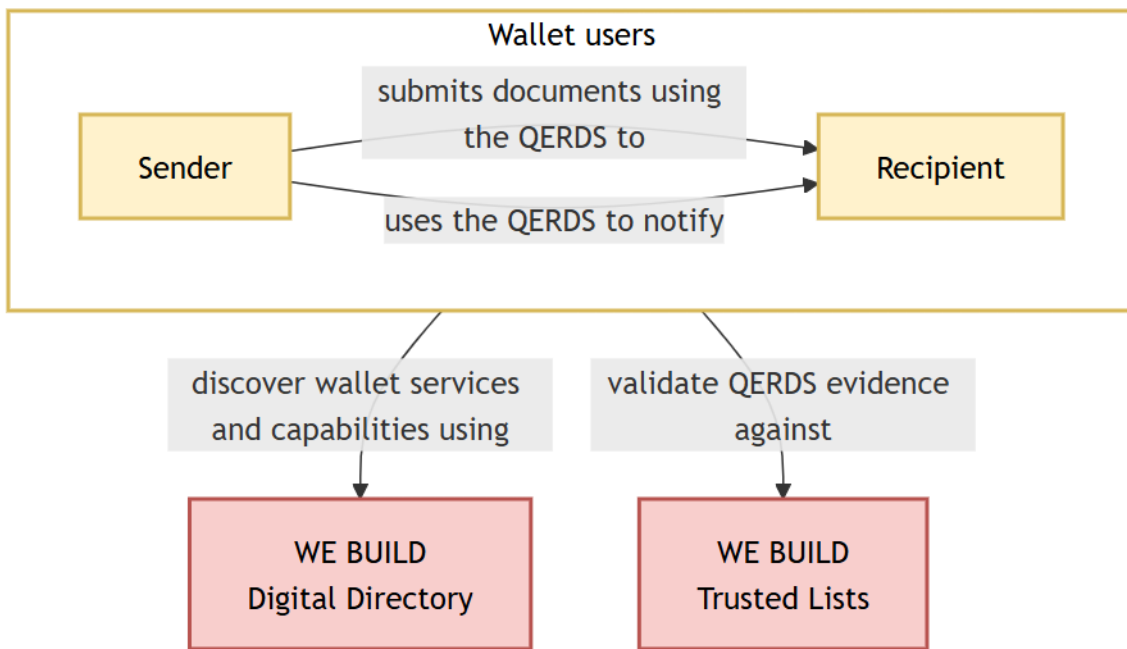 Wallet users
submits documents using
the QERDS to
Sender
Recipient
uses the QERDS to notify
discover wallet services
and capabilities using
validate QERDS evidence
against
WE BUILD
Digital Directory
WE BUILD
Trusted Lists